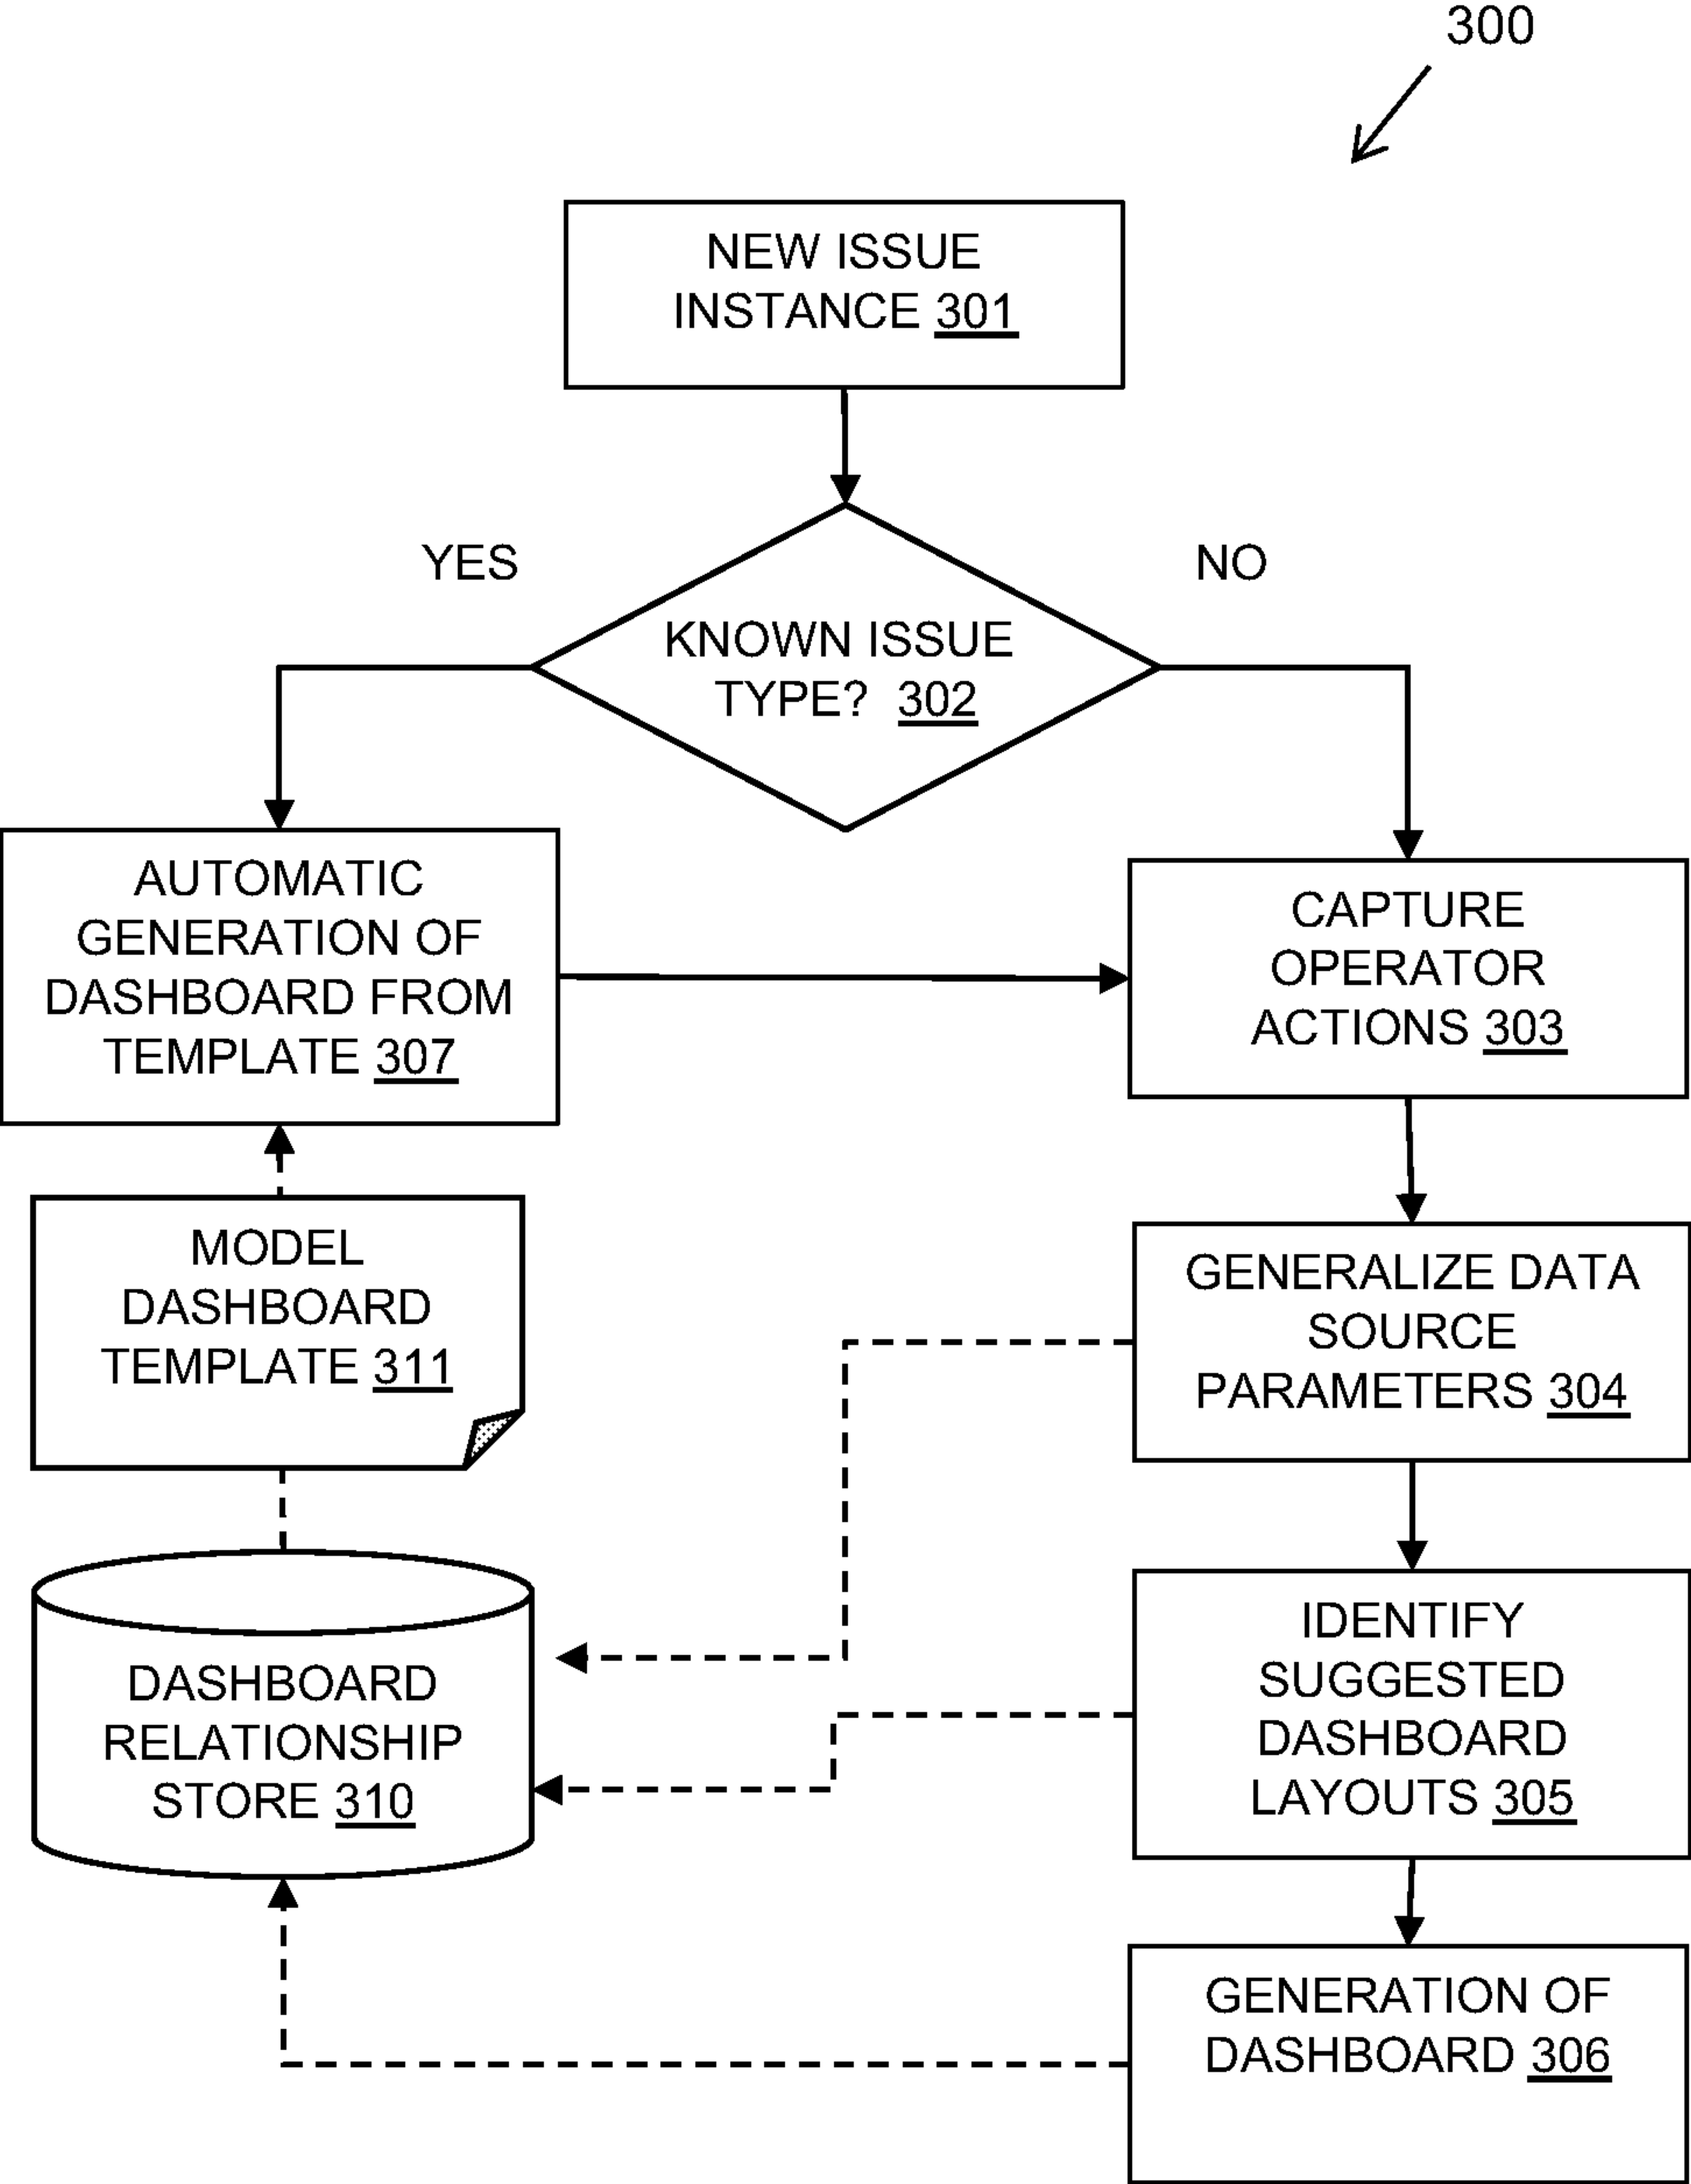 300
NEW ISSUE
INSTANCE 301
YES
NO
KNOWN ISSUE
TYPE? 302
AUTOMATIC
GENERATION OF
DASHBOARD FROM
TEMPLATE 307
CAPTURE
OPERATOR
ACTIONS 303
MODEL
DASHBOARD
TEMPLATE 311
GENERALIZE DATA
SOURCE
PARAMETERS 304
DASHBOARD
RELATIONSHIP
STORE 310
IDENTIFY
SUGGESTED
DASHBOARD
LAYOUTS 305
GENERATION OF
DASHBOARD 306